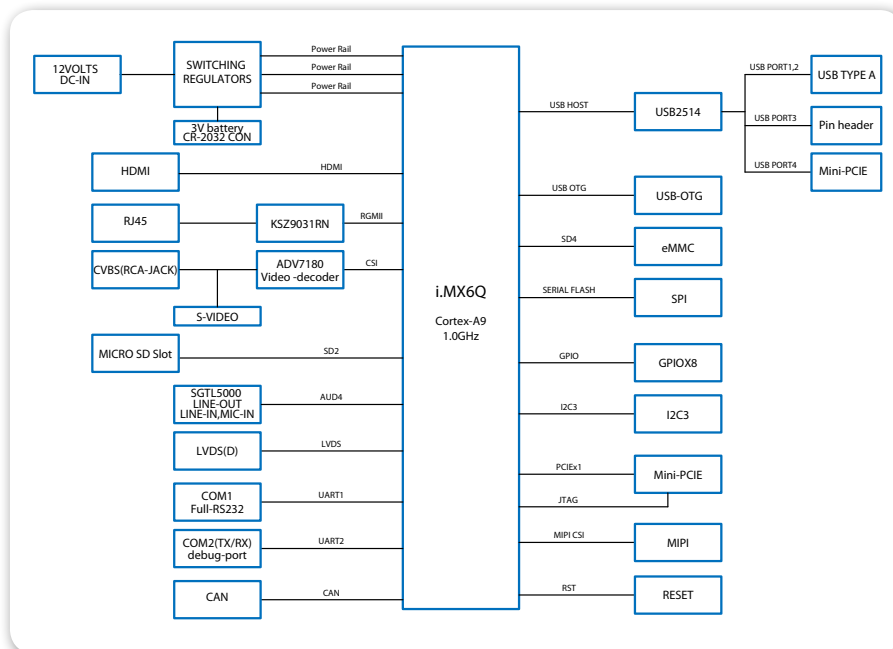 12VOLTS
DC-IN
SWITCHING
REGULATORS
Power Rail
Power Rail
Power Rail
3V battery
CR-2032 CON
HDMI
HDMI
RJ45
KSZ9031RN
RGMII
CVBS(RCA-JACK)
ADV7180
Video -decoder
CSI
S-VIDEO
MICRO SD Slot
SD2
SGTL5000
LINE-OUT
LINE-IN,MIC-IN
AUD4
LVDS(D)
LVDS
COM1
Full-RS232
UART1
COM2(TX/RX)
debug-port
UART2
CAN
CAN
i.MX6Q
Cortex-A9
1.0GHz
USB HOST
USB2514
USB PORT1,2
USB TYPE A
USB PORT3
Pin header
USB PORT4
Mini-PCIE
USB OTG
USB-OTG
SD4
eMMC
SERIAL FLASH
SPI
GPIO
GPIOX8
I2C3
I2C3
PCIEx1
Mini-PCIE
JTAG
MIPI CSI
MIPI
RST
RESET